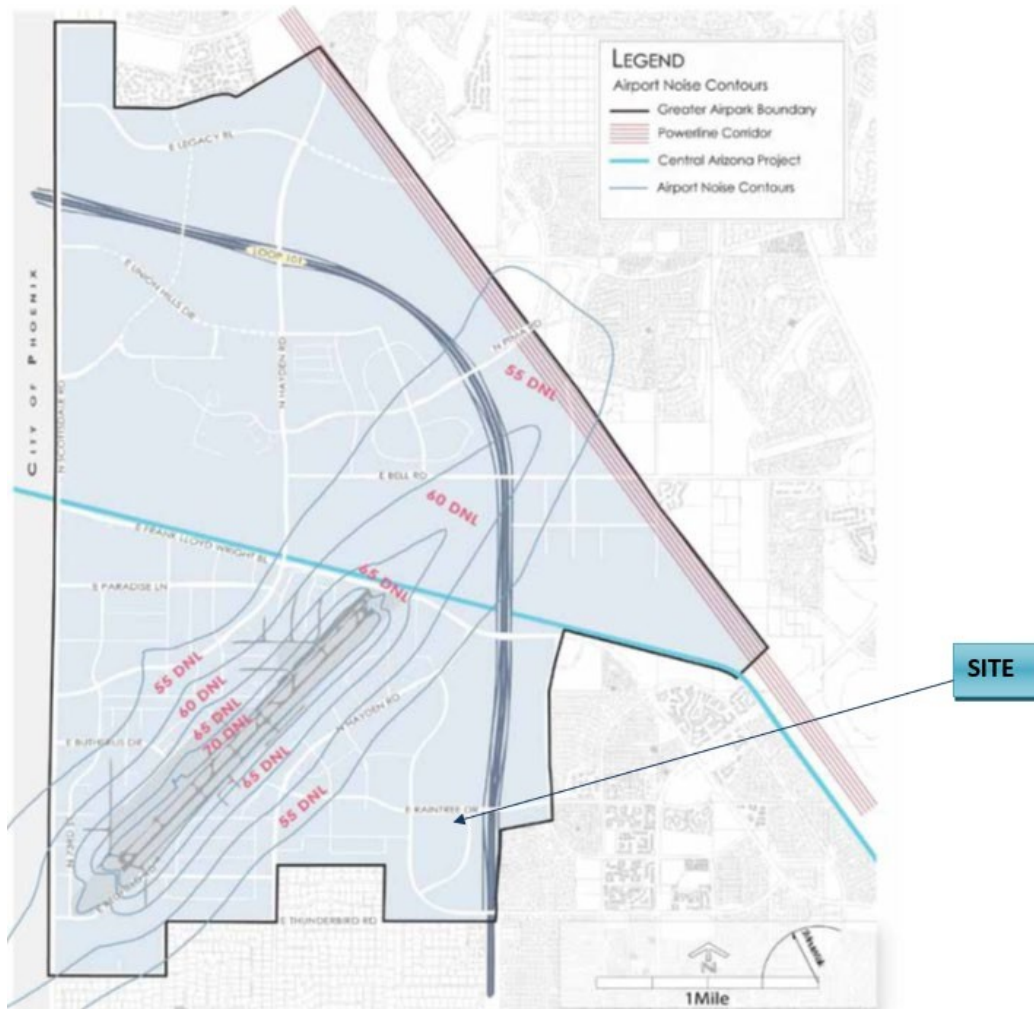 LEGEND
Airport Noise Contours
Greater Airpark Boundary
Powerline Corridor
Central Arizona Project
Airport Noise Contours
E LEGACY BL
LOOP 101
E UNION HILLS DR
CITY OF PHOENIX
N SCOTTSDALE RD
N HAYDEN RD
N PIMA RD
55 DNL
E BELL RD
60 DNL
E FRANK LLOYD WRIGHT BL
65 DNL
E PARADISE LN
SITE
55 DNL
60 DNL
65 DNL
70 DNL
N HAYDEN RD
E BUTHERUS DR
65 DNL
55 DNL
E RAINTREE DR
N 73RD ST
E THUNDERBIRD RD
N
1Mile